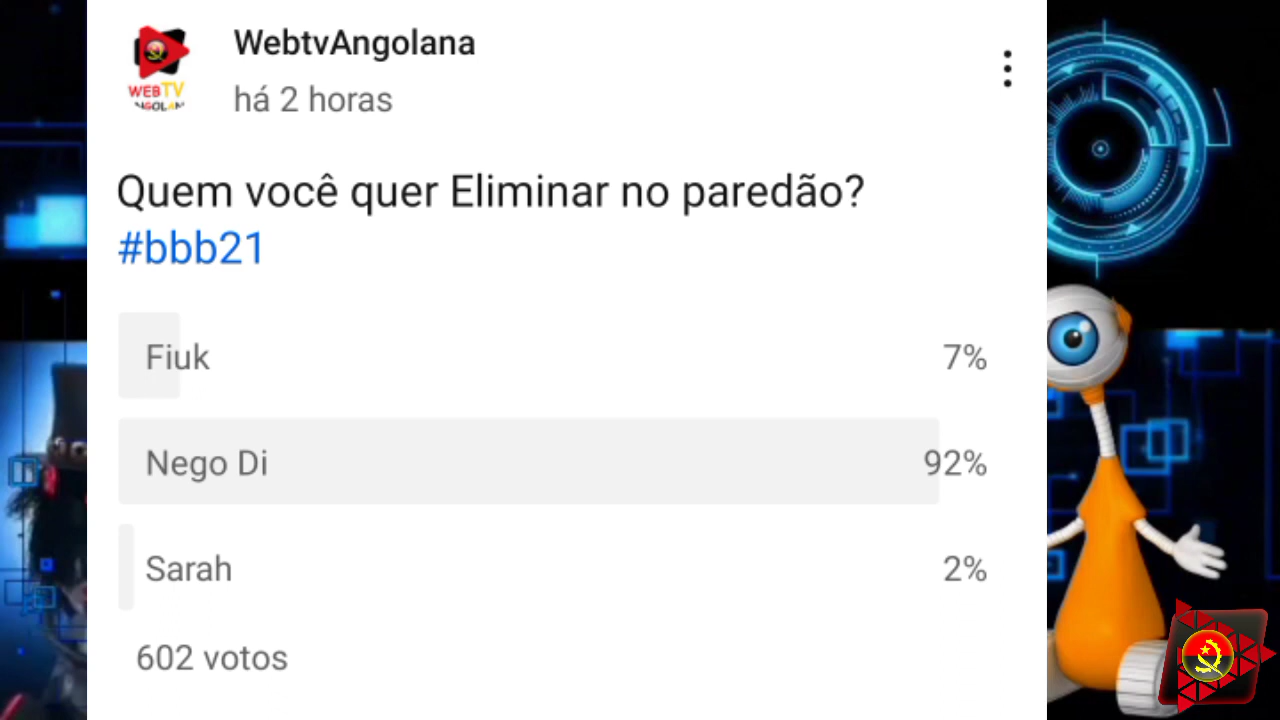 WebtvAngolana
WEBTV
há 2 horas
Quem você quer Eliminar no paredão?
#bbb21
Fiuk 7%
Nego Di 92%
Sarah 2%
602 votos